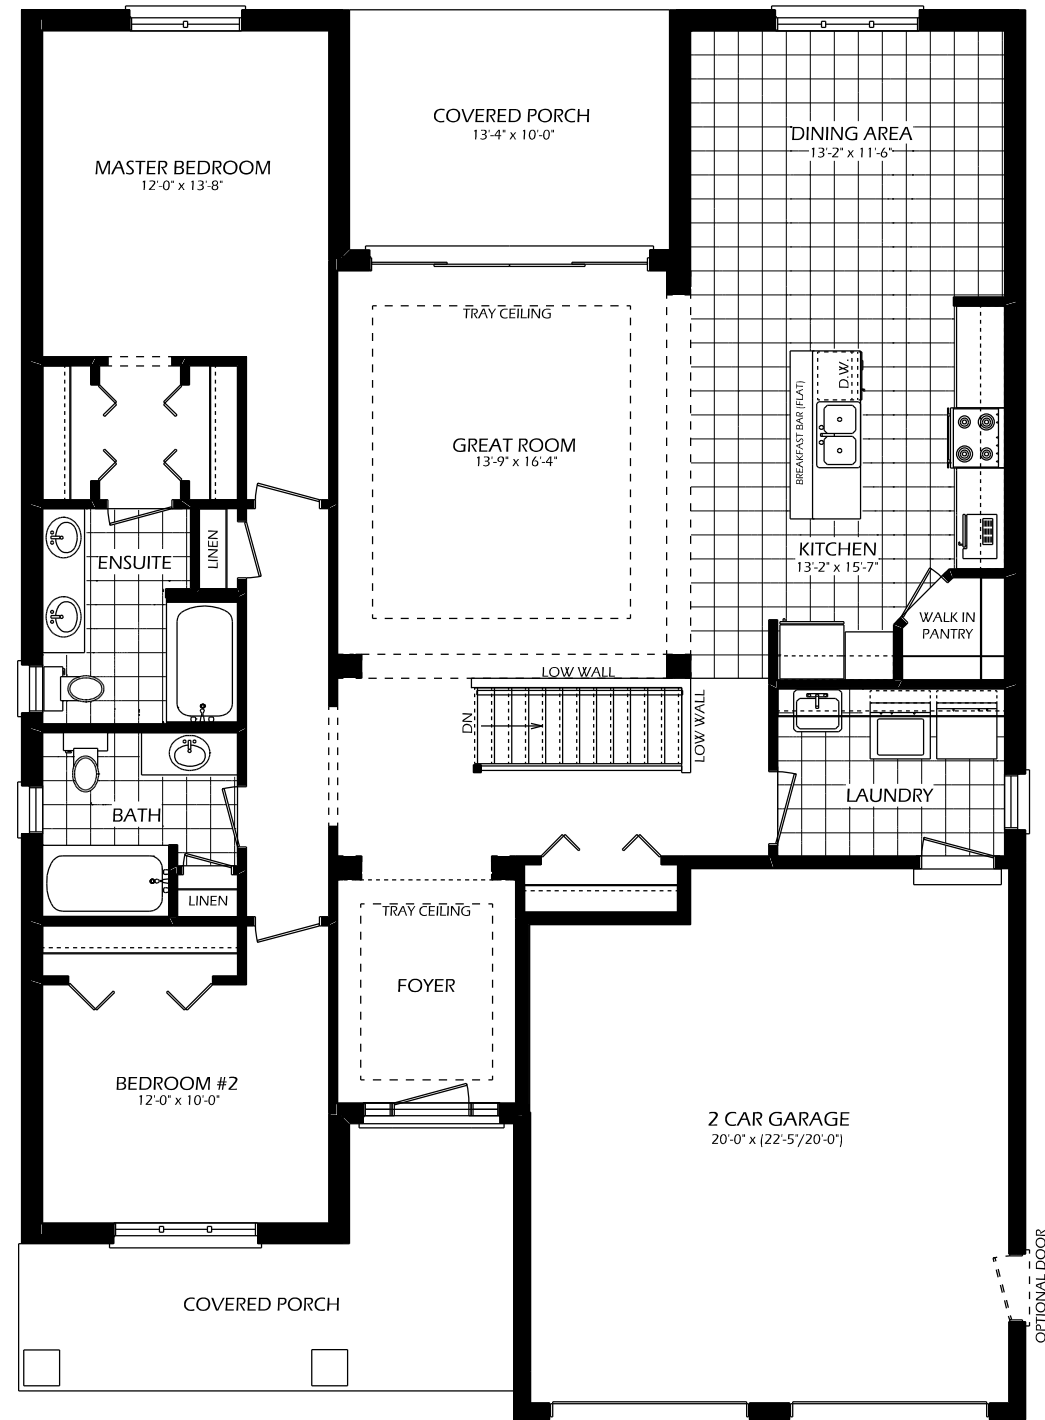 COVERED PORCH
13'-4" x 10'-0"
DINING AREA
13'-2" x 11'-6"
MASTER BEDROOM
12'-0" x 13'-8"
TRAY CEILING
D.W.
BREAKFAST BAR (FLAT)
GREAT ROOM
13'-9" x 16'-4"
KITCHEN
13'-2" x 15'-7"
ENSUITE
LINEN
WALK IN
PANTRY
LOW WALL
DN
LOW WALL
LAUNDRY
BATH
LINEN
TRAY CEILING
FOYER
BEDROOM #2
12'-0" x 10'-0"
2 CAR GARAGE
20'-0" x (22'-5"/20'-0")
OPTIONAL DOOR
COVERED PORCH